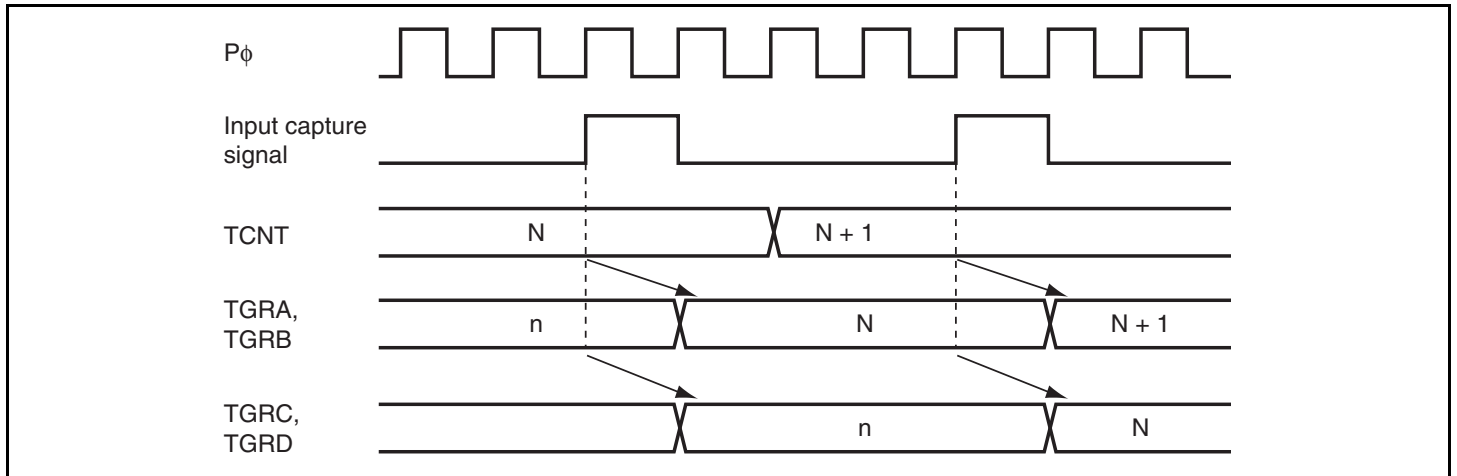 Pϕ
Input capture
signal
TCNT
N
N + 1
TGRA,
TGRB
n
N
N + 1
TGRC,
TGRD
n
N